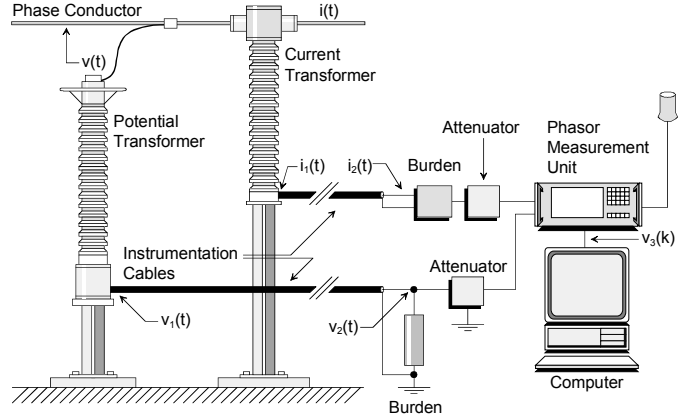 Phase Conductor
i(t)
v(t)
Current
Transformer
Potential
Transformer
Attenuator
Phasor
Measurement
Unit
i₁(t)
i₂(t)
Burden
v₃(k)
Instrumentation
Cables
Attenuator
v₁(t)
v₂(t)
Computer
Burden